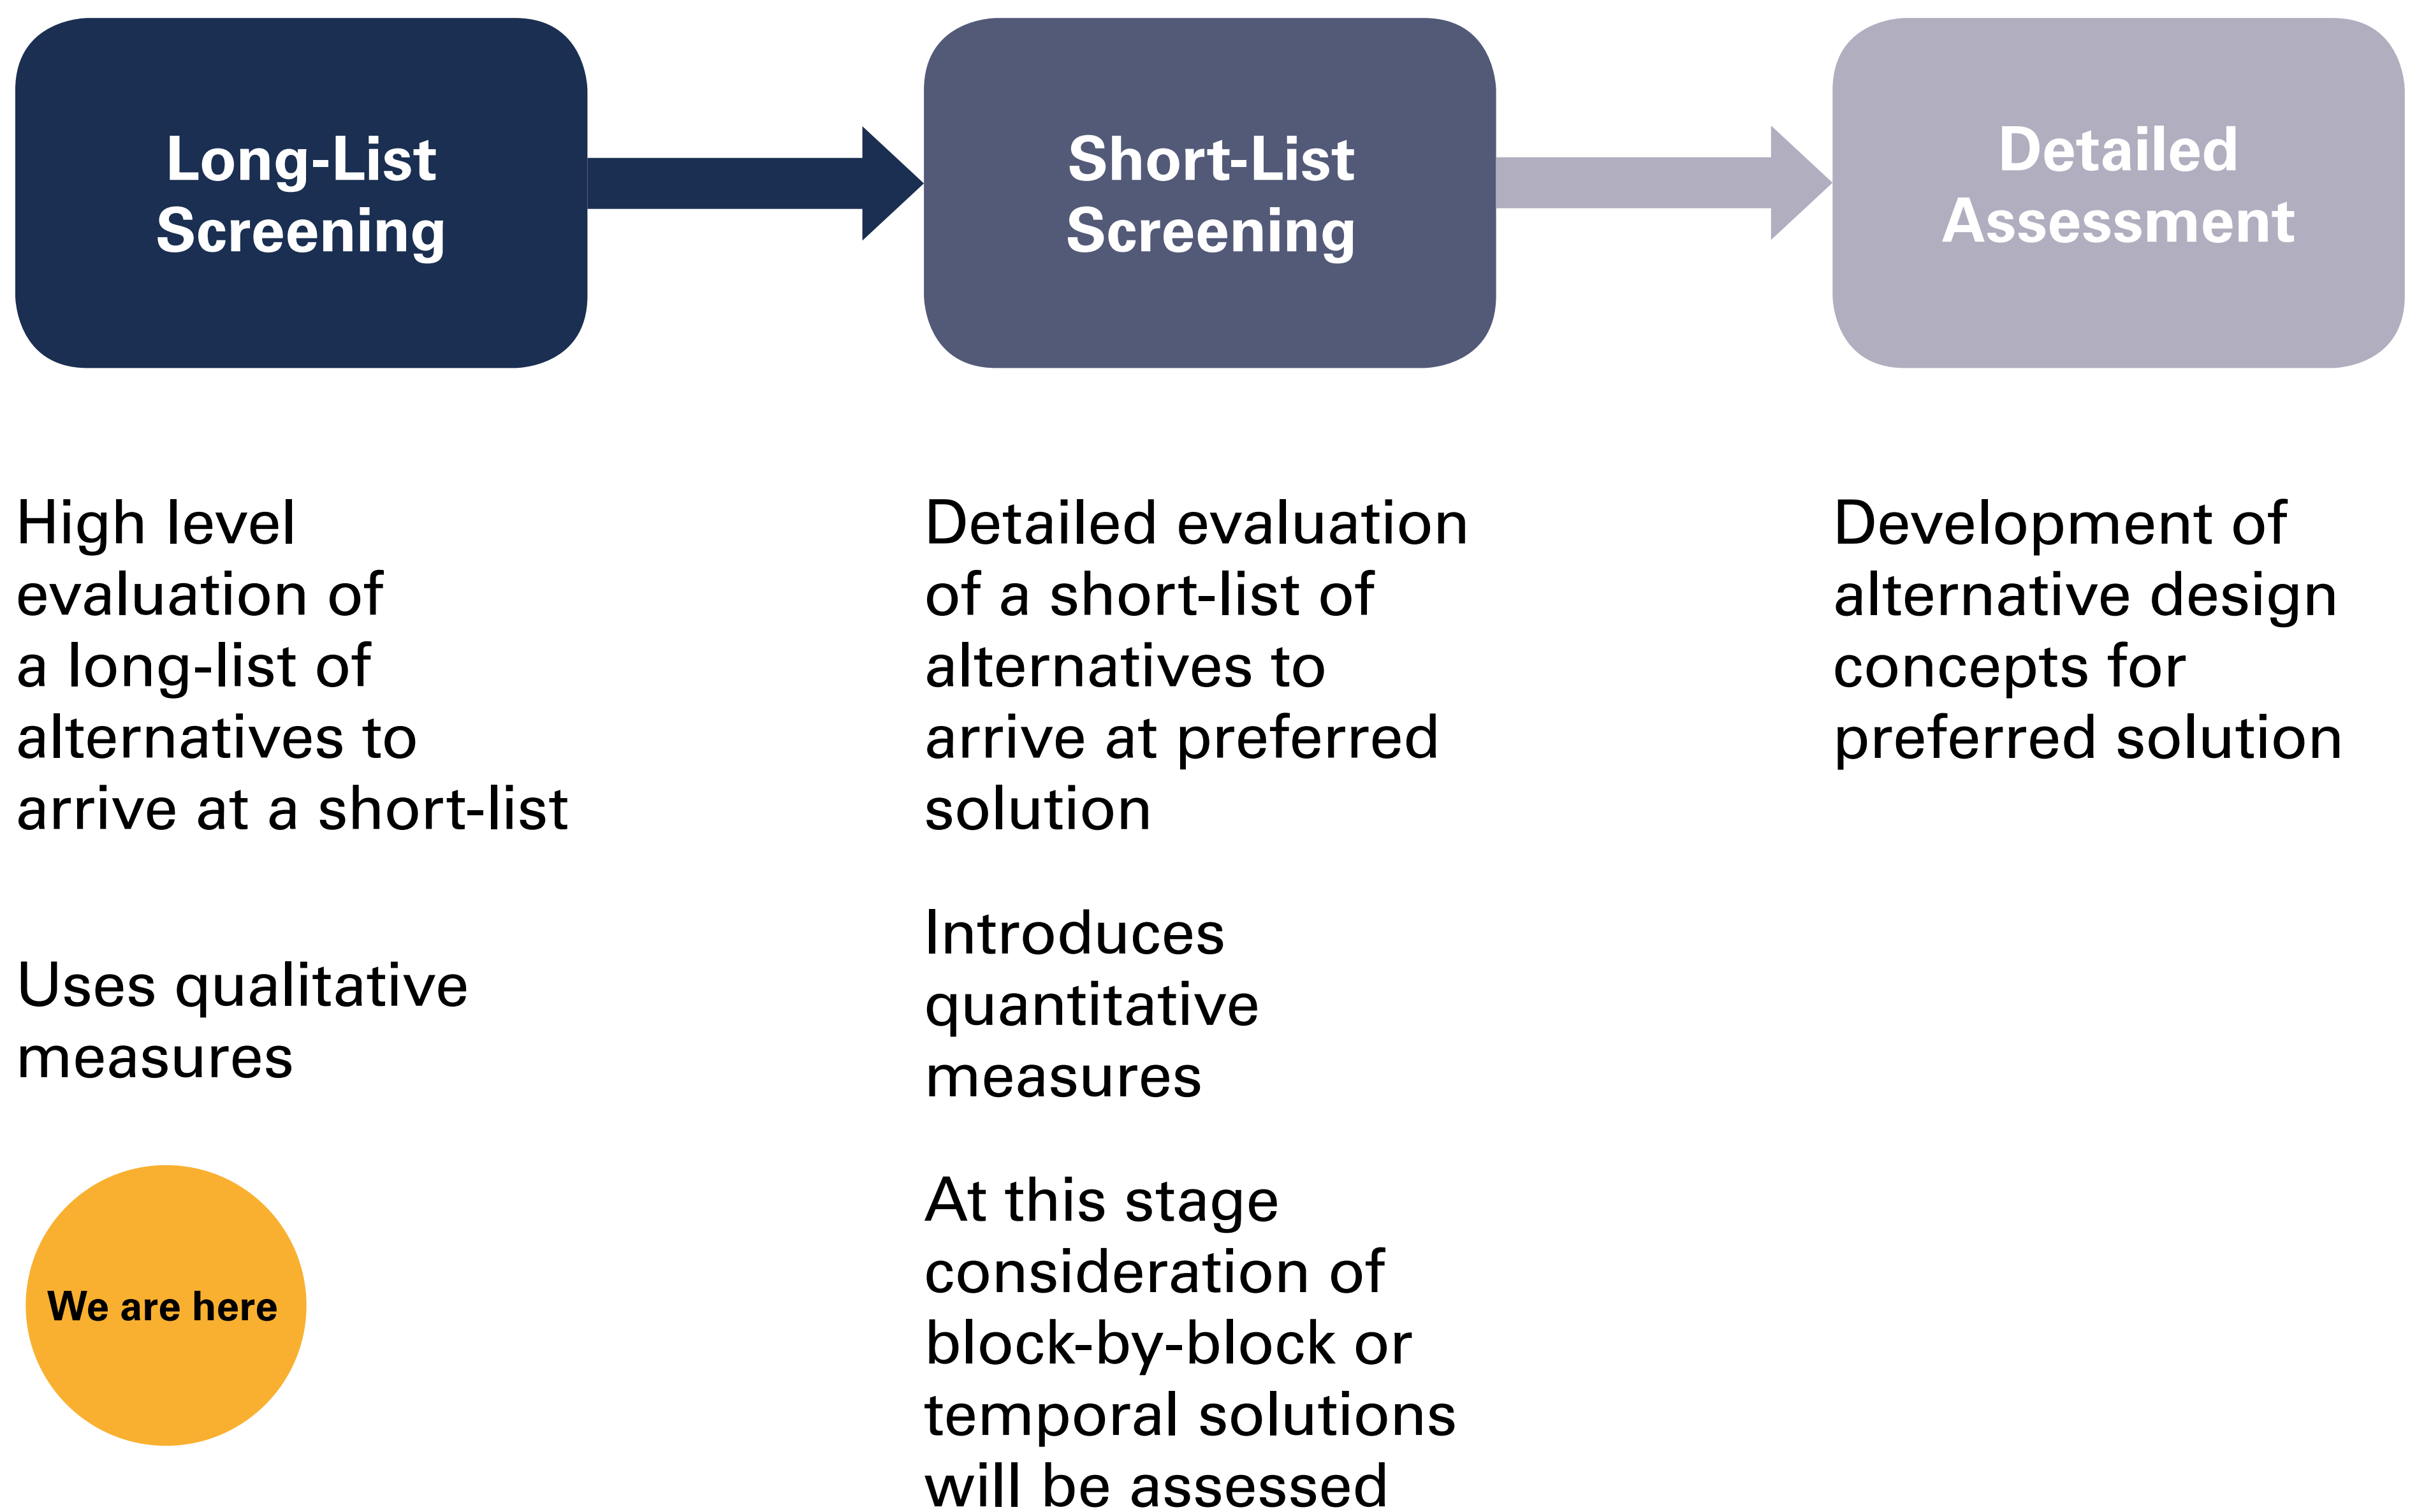 Long-List
Screening
Short-List
Screening
Detailed
Assessment
High level
evaluation of
a long-list of
alternatives to
arrive at a short-list
Uses qualitative
measures
We are here
Detailed evaluation
of a short-list of
alternatives to
arrive at preferred
solution
Introduces
quantitative
measures
At this stage
consideration of
block-by-block or
temporal solutions
will be assessed
Development of
alternative design
concepts for
preferred solution